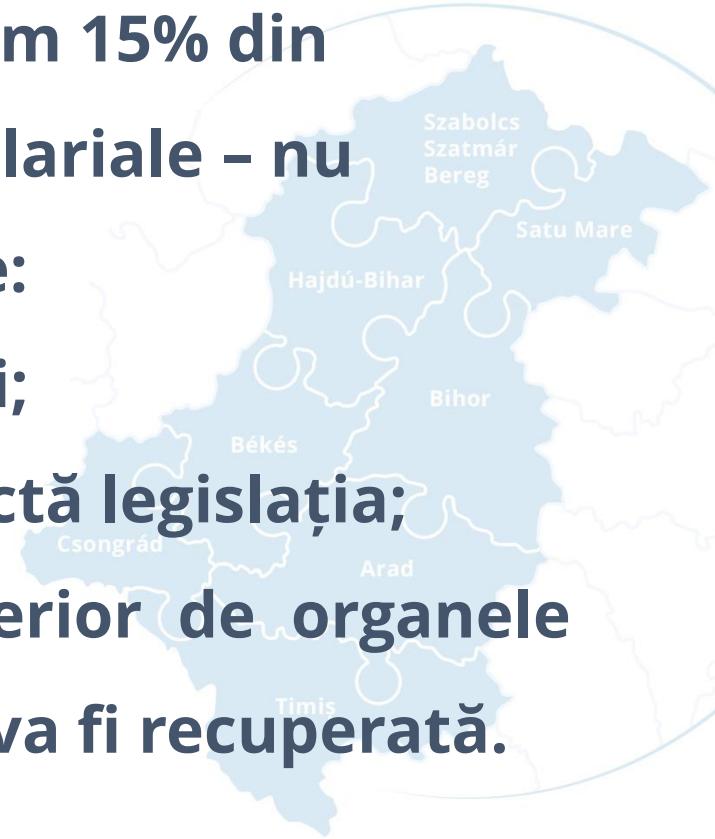 m 15% din
lariale – nu
e:
i;
ctă legislația;
erior de organele
va fi recuperată.
Szabolcs
Szatmár
Bereg
Satu Mare
Hajdú-Bihar
Bihor
Békés
Csongrád
Arad
Timis